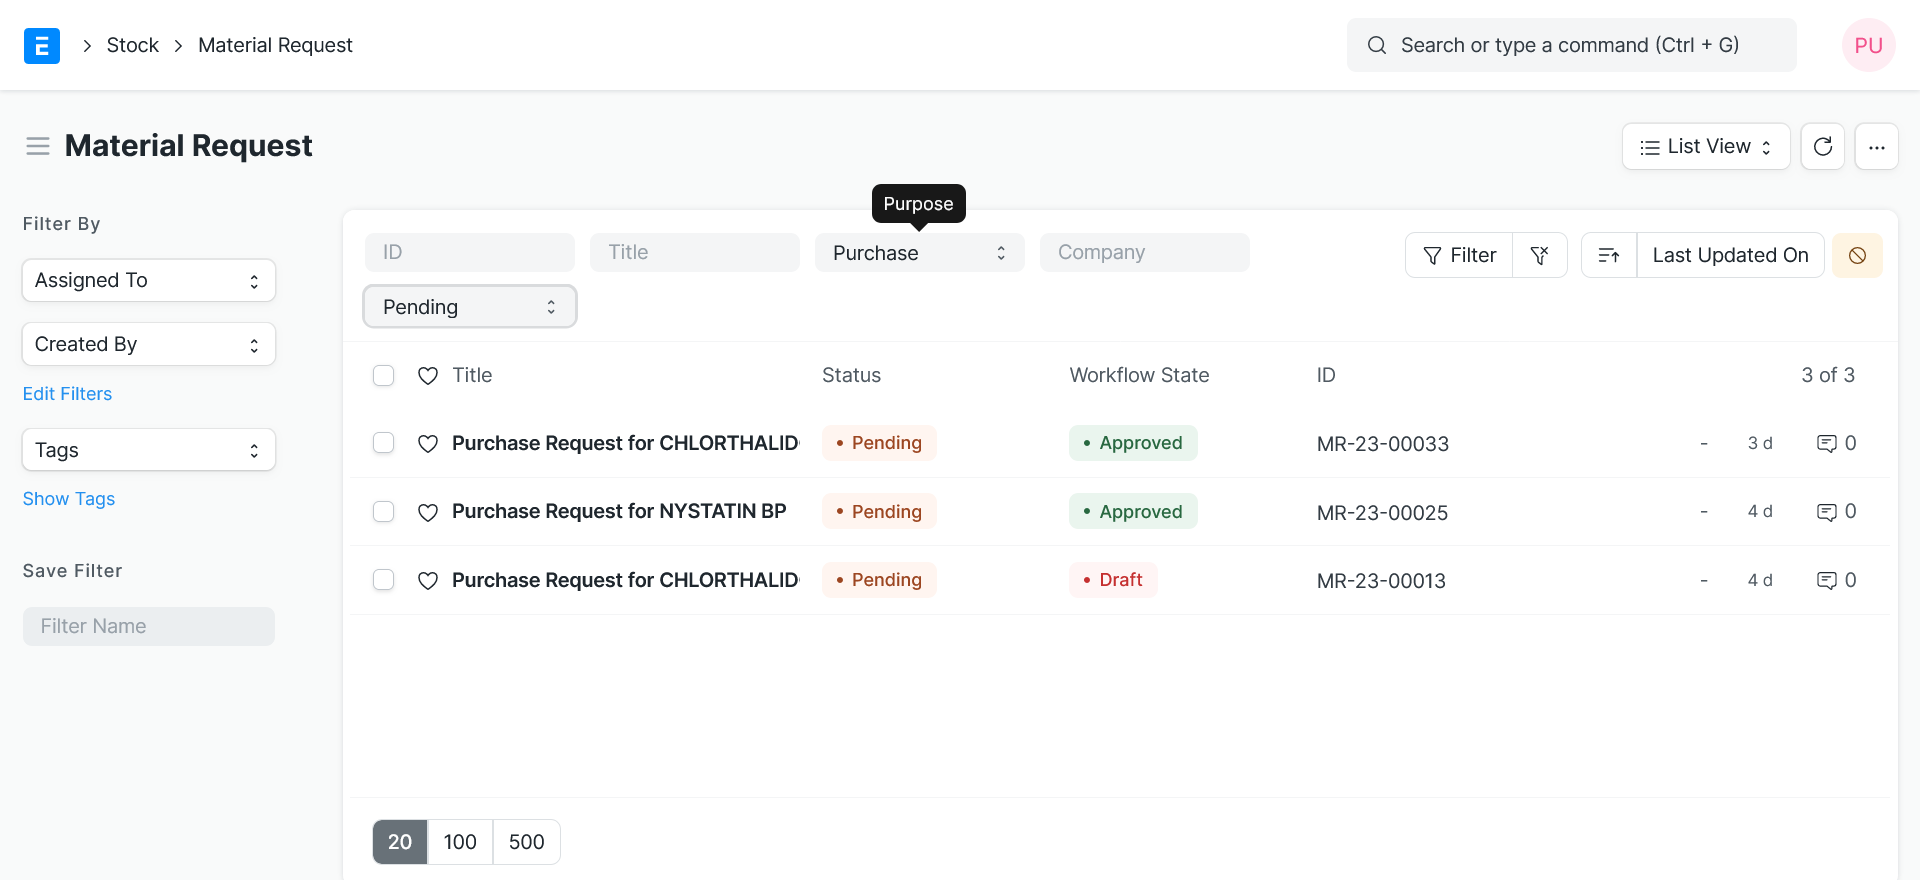 E
Stock
Material Request
Search or type a command (Ctrl + G)
PU
Material Request
List View
Purpose
Filter By
Assigned To
Created By
Edit Filters
Tags
Show Tags
Save Filter
Filter Name
ID
Title
Purchase
Company
Filter
Last Updated On
Pending
Title Status Workflow State ID 3 of 3
Purchase Request for CHLORTHALID Pending Approved MR-23-00033 - 3 d 0
Purchase Request for NYSTATIN BP Pending Approved MR-23-00025 - 4 d 0
Purchase Request for CHLORTHALID Pending Draft MR-23-00013 - 4 d 0
20 100 500